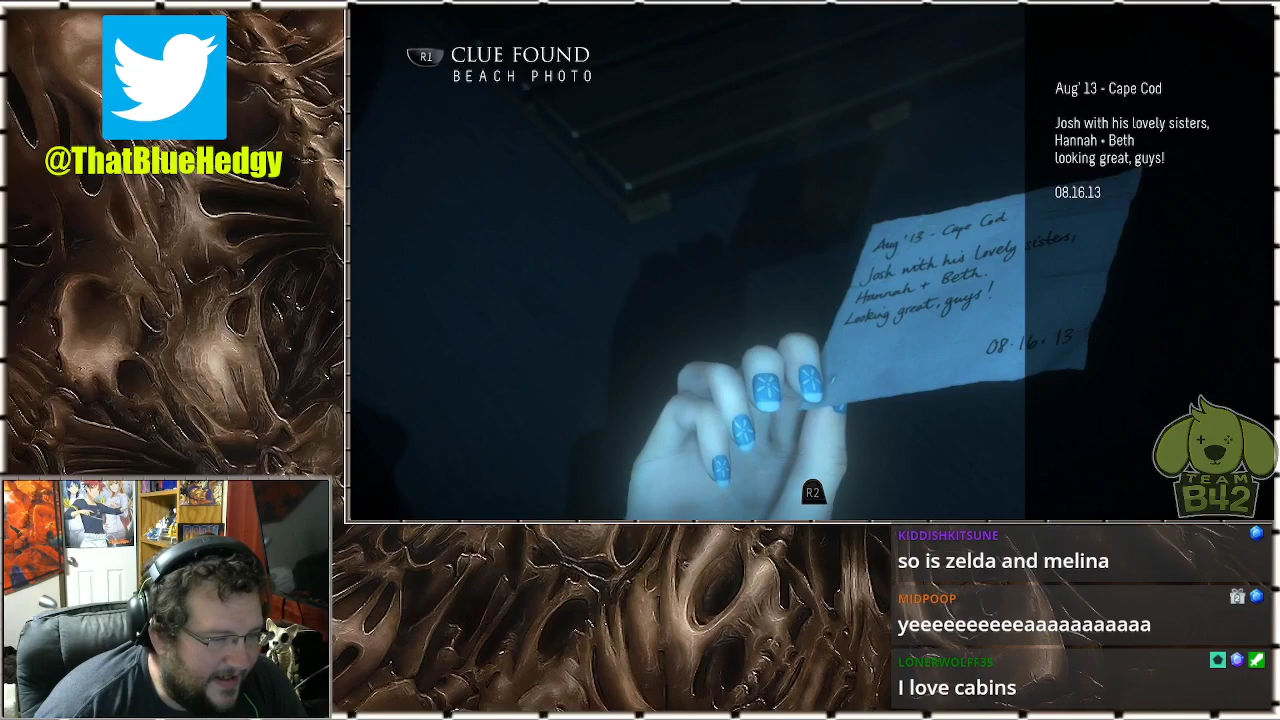 @ThatBlueHedgy
R1 CLUE FOUND
BEACH PHOTO
Aug' 13 - Cape Cod
Josh with his lovely sisters,
Hannah • Beth
looking great, guys!
08.16.13
Aug '13 - Cape Cod
Josh with his Lovely sisters,
Hannah + Beth.
Looking great, guys!
08.16.13
R2
TEAM
B42
KIDDISHKITSUNE
so is zelda and melina
MIDPOOP
yeeeeeeeeeeaaaaaaaaaaa
LONERWOLFF35
I love cabins